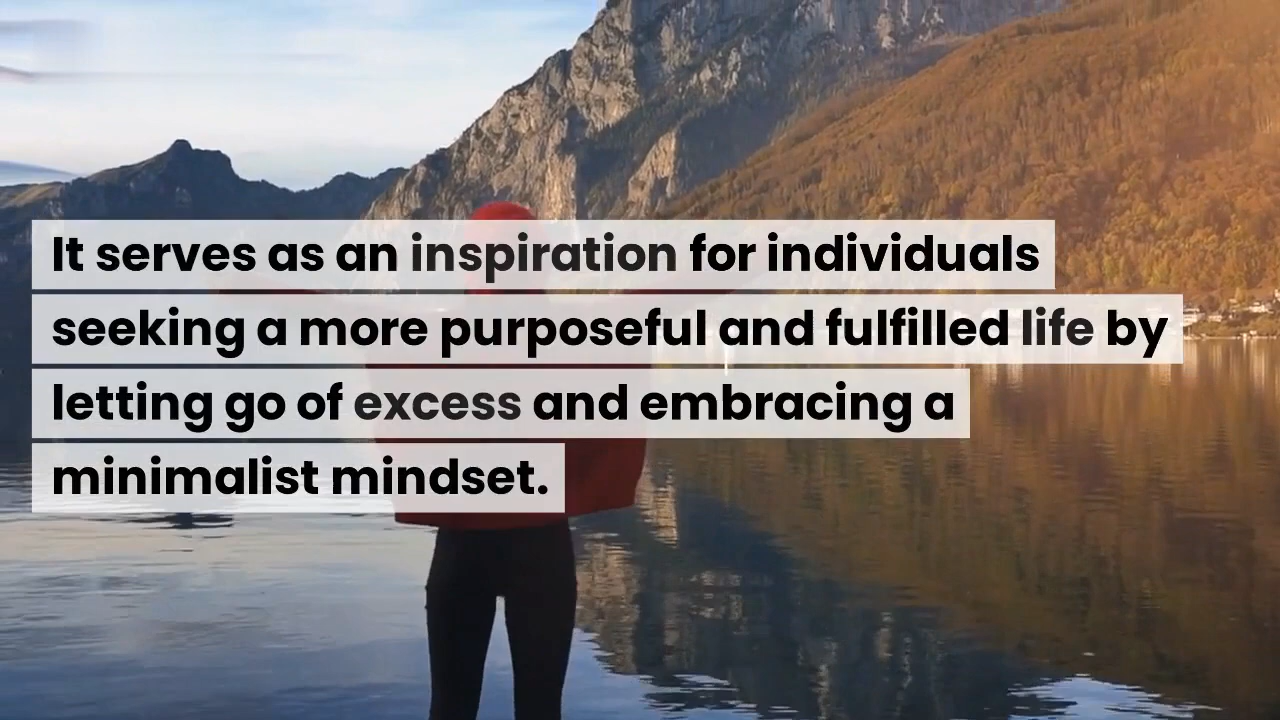 It serves as an inspiration for individuals
seeking a more purposeful and fulfilled life by
letting go of excess and embracing a
minimalist mindset.